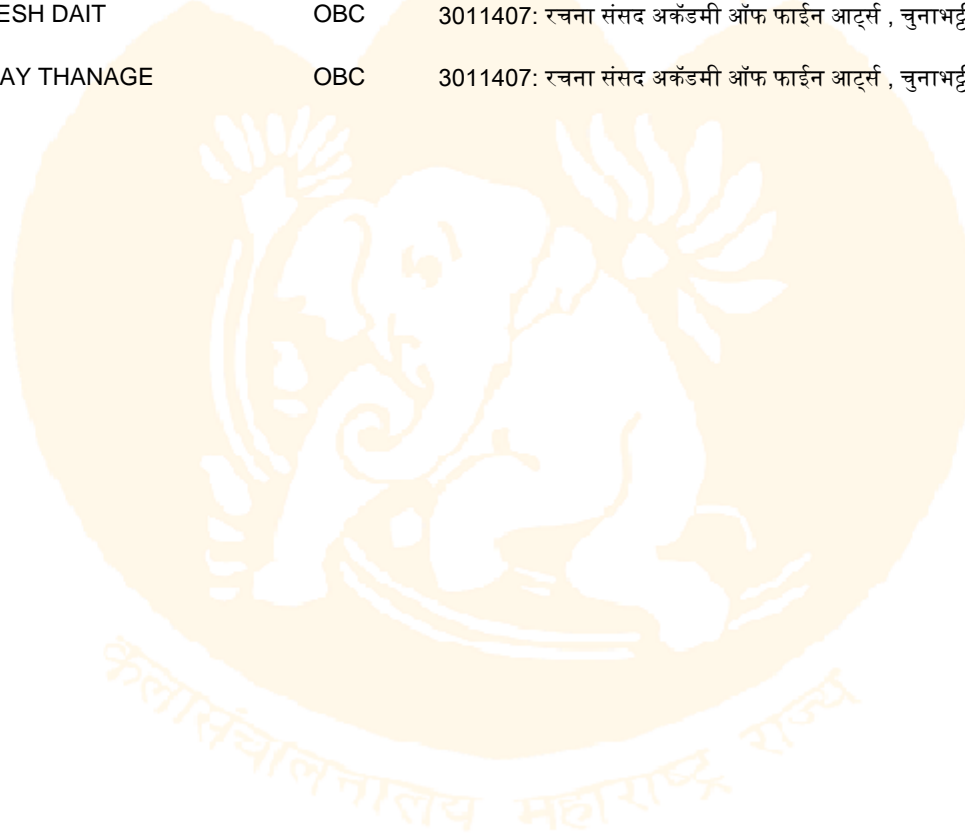 ESH DAIT OBC 3011407: रचना संसद अकॅडमी ऑफ फाईन आर्ट्स , चुनाभट्टी
AY THANAGE OBC 3011407: रचना संसद अकॅडमी ऑफ फाईन आर्ट्स , चुनाभट्टी
कलासंचालनालय महाराष्ट्र राज्य